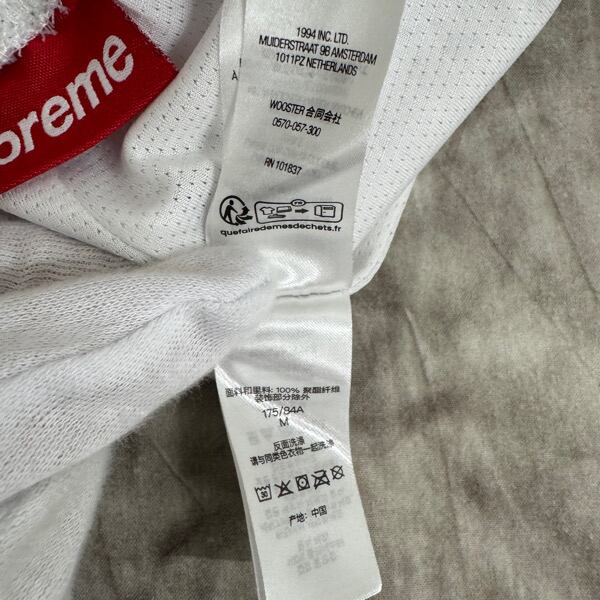 preme
1994 INC. LTD.
MUIDERSTRAAT 9B AMSTERDAM
1011PZ NETHERLANDS
A
WOOSTER 合同会社
0570-057-300
RN 101837
FR
quefairedemesdechets.fr
面料和里料: 100% 聚酯纤维
装饰部分除外
175/84A
M
反面洗涤
请与同类色衣物一起洗涤
30
产地: 中国